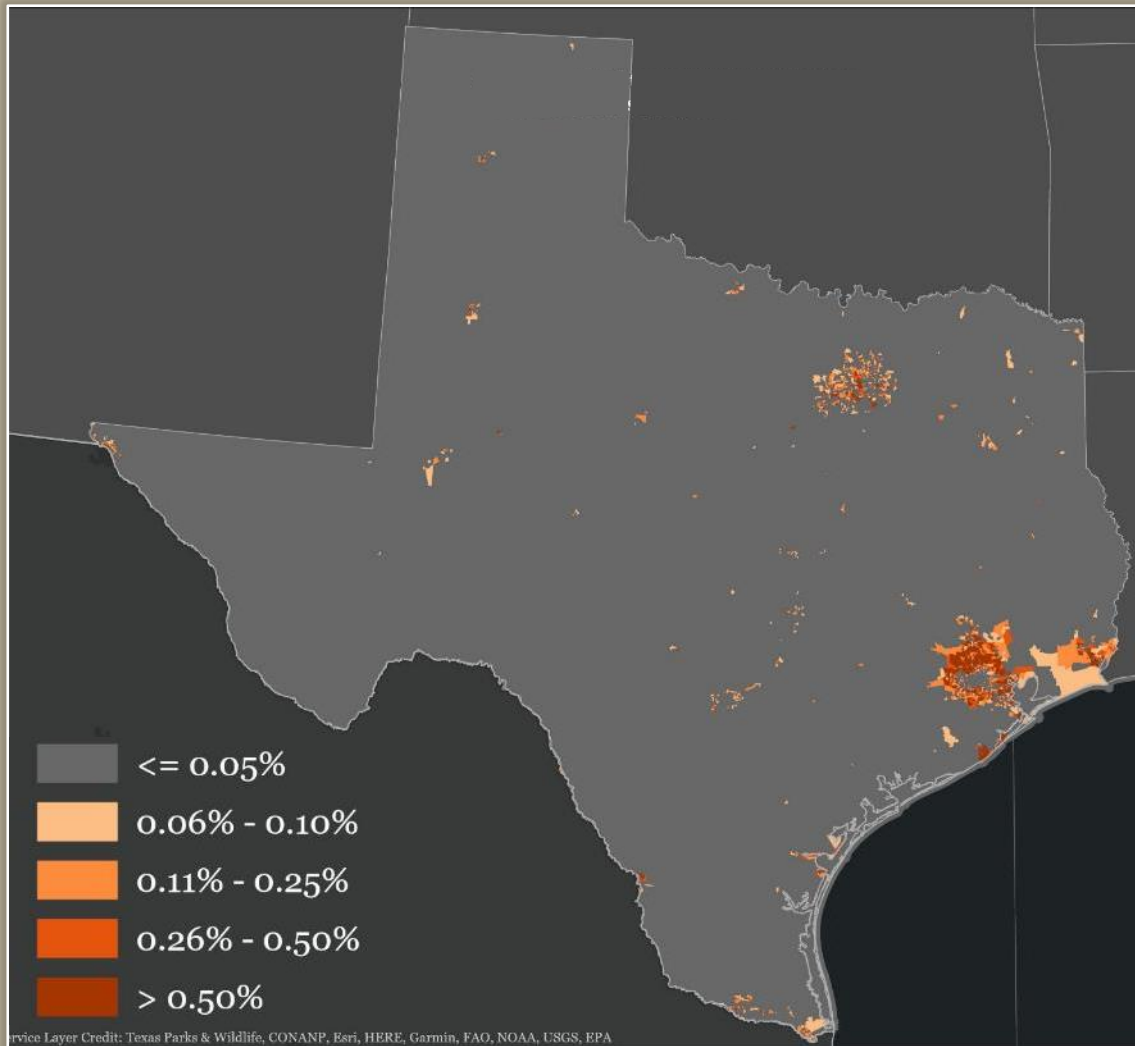 <= 0.05%
0.06% - 0.10%
0.11% - 0.25%
0.26% - 0.50%
> 0.50%
ervice Layer Credit: Texas Parks & Wildlife, CONANP, Esri, HERE, Garmin, FAO, NOAA, USGS, EPA